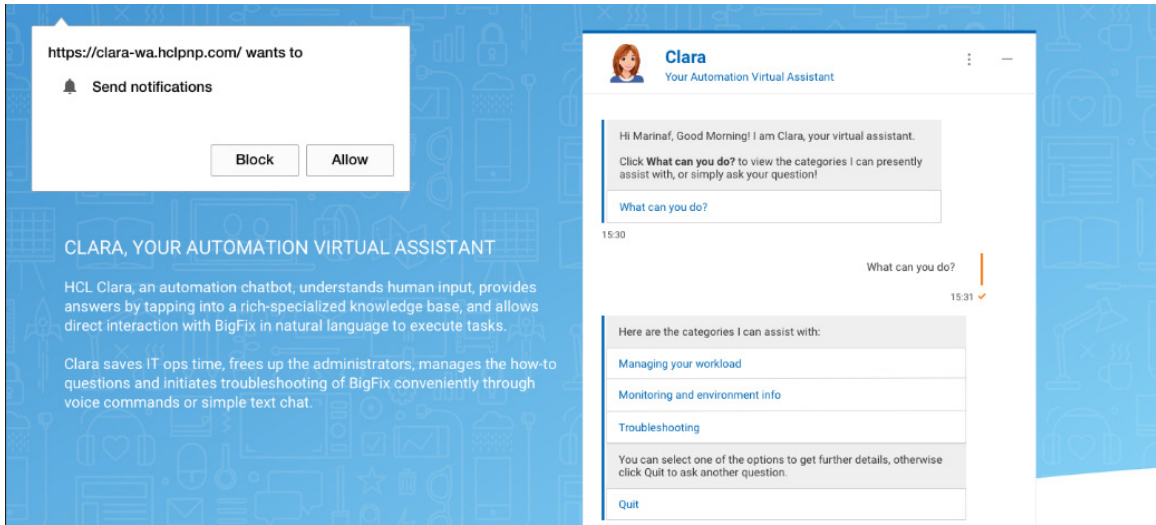 https://clara-wa.hclpnp.com/ wants to
Send notifications
Block
Allow
CLARA, YOUR AUTOMATION VIRTUAL ASSISTANT
HCL Clara, an automation chatbot, understands human input, provides
answers by tapping into a rich-specialized knowledge base, and allows
direct interaction with BigFix in natural language to execute tasks.
Clara saves IT ops time, frees up the administrators, manages the how-to
questions and initiates troubleshooting of BigFix conveniently through
voice commands or simple text chat.
Clara
Your Automation Virtual Assistant
Hi Marinaf, Good Morning! I am Clara, your virtual assistant.
Click What can you do? to view the categories I can presently
assist with, or simply ask your question!
What can you do?
15:30
What can you do?
15:31
Here are the categories I can assist with:
Managing your workload
Monitoring and environment info
Troubleshooting
You can select one of the options to get further details, otherwise
click Quit to ask another question.
Quit